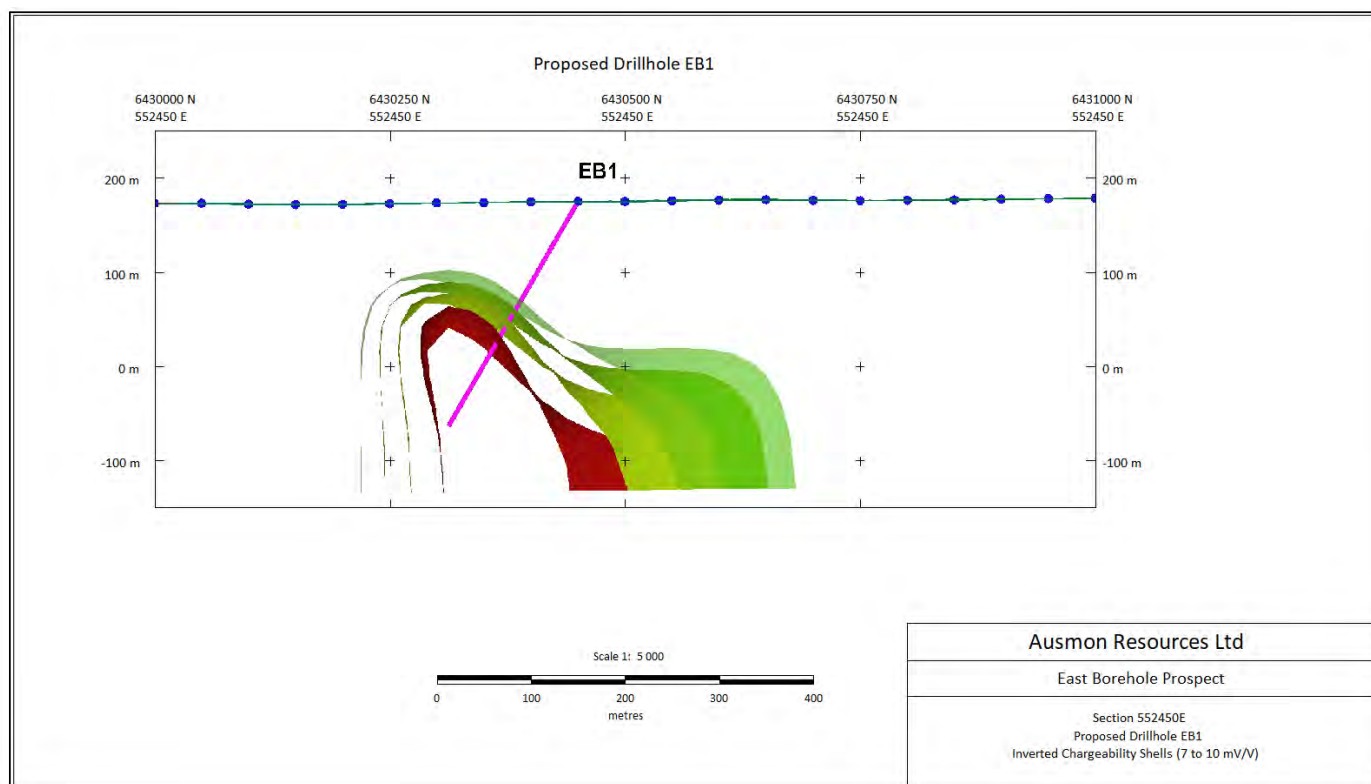 Proposed Drillhole EB1
6430000 N 6430250 N 6430500 N 6430750 N 6431000 N
552450 E 552450 E 552450 E 552450 E 552450 E
EB1
200 m 200 m
100 m 100 m
0 m 0 m
-100 m -100 m
Scale 1: 5 000
0 100 200 300 400
metres
Ausmon Resources Ltd
East Borehole Prospect
Section 552450E
Proposed Drillhole EB1
Inverted Chargeability Shells (7 to 10 mV/V)